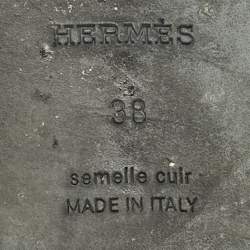 HERMÈS
38
semelle cuir
MADE IN ITALY